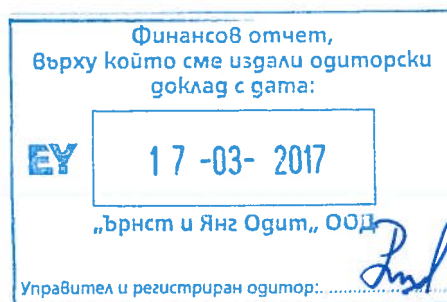 Финансов отчет,
върху който сме издали одиторски
доклад с дата:
EY
17 -03- 2017
„Ърнст и Янг Одит„ ООД
Управител и регистриран одитор: